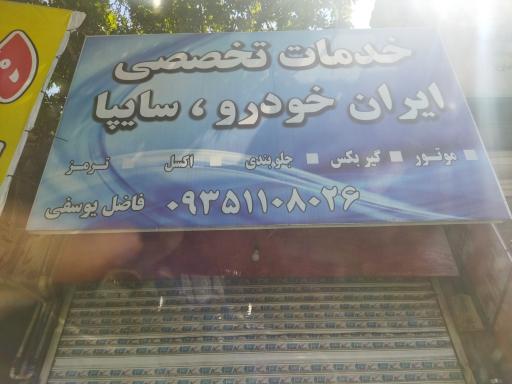 خدمات تخصصی
ایران خودرو ، سایپا
موتور ■ گیربکس ■ جلوبندی ■ اکسل ■ ترمز
۰۹۳۵۱۱۰۸۰۲۶ فاضل یوسفی